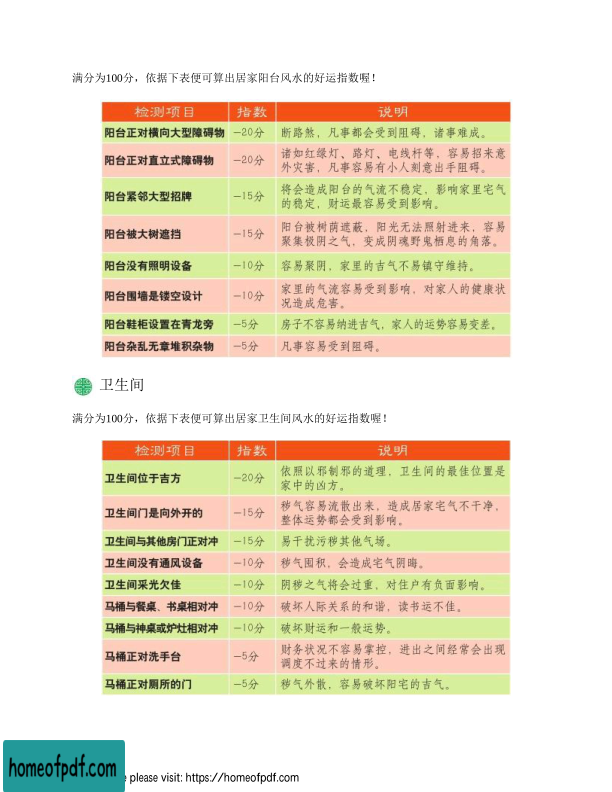 满分为100分，依据下表便可算出居家阳台风水的好运指数喔！
检测项目 指数 说明
阳台正对横向大型障碍物 −20分 断路煞，凡事都会受到阻碍，诸事难成。
阳台正对直立式障碍物 −20分 诸如红绿灯、路灯、电线杆等，容易招来意
外灾害，凡事容易有小人刻意出手阻碍。
阳台紧邻大型招牌 −15分 将会造成阳台的气流不稳定，影响家里宅气
的稳定，财运最容易受到影响。
阳台被大树遮挡 −15分 阳台被树荫遮蔽，阳光无法照射进来，容易
聚集极阴之气，变成阴魂野鬼栖息的角落。
阳台没有照明设备 −10分 容易聚阴，家里的吉气不易镇守维持。
阳台围墙是镂空设计 −10分 家里的气流容易受到影响，对家人的健康状
况造成危害。
阳台鞋柜设置在青龙旁 −5分 房子不容易纳进吉气，家人的运势容易变差。
阳台杂乱无章堆积杂物 −5分 凡事容易受到阻碍。
卫生间
满分为100分，依据下表便可算出居家卫生间风水的好运指数喔！
检测项目 指数 说明
卫生间位于吉方 −20分 依照以邪制邪的道理，卫生间的最佳位置是
家中的凶方。
卫生间门是向外开的 −15分 秽气容易流散出来，造成居家宅气不干净，
整体运势都会受到影响。
卫生间与其他房门正对冲 −15分 易干扰污秽其他气场。
卫生间没有通风设备 −10分 秽气囤积，会造成宅气阴晦。
卫生间采光欠佳 −10分 阴秽之气将会过重，对住户有负面影响。
马桶与餐桌、书桌相对冲 −10分 破坏人际关系的和谐，读书运不佳。
马桶与神桌或炉灶相对冲 −10分 破坏财运和一般运势。
马桶正对洗手台 −5分 财务状况不容易掌控，进出之间经常会出现
调度不过来的情形。
马桶正对厕所的门 −5分 秽气外散，容易破坏阳宅的吉气。
homeofpdf.com
e please visit: https://homeofpdf.com